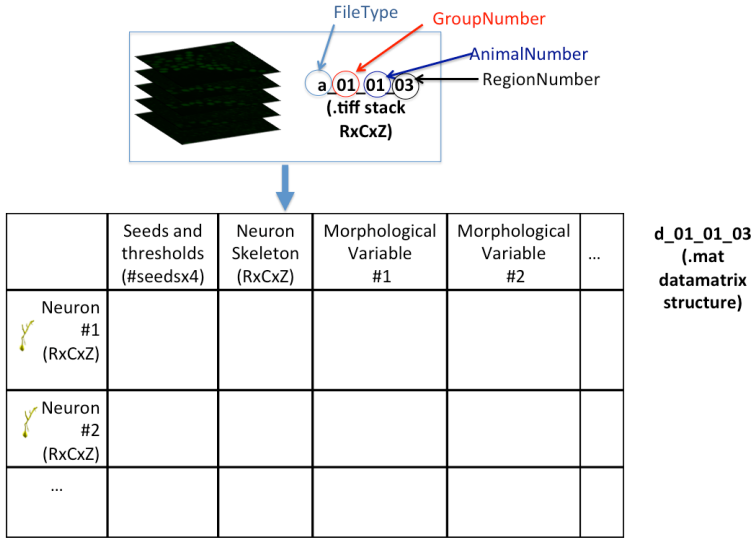 FileType
GroupNumber
AnimalNumber
RegionNumber
a_01_01_03
(.tiff stack
RxCxZ)
Seeds and
thresholds
(#seedsx4)
Neuron
Skeleton
(RxCxZ)
Morphological
Variable
#1
Morphological
Variable
#2
...
d_01_01_03
(.mat
datamatrix
structure)
Neuron
#1
(RxCxZ)
Neuron
#2
(RxCxZ)
...